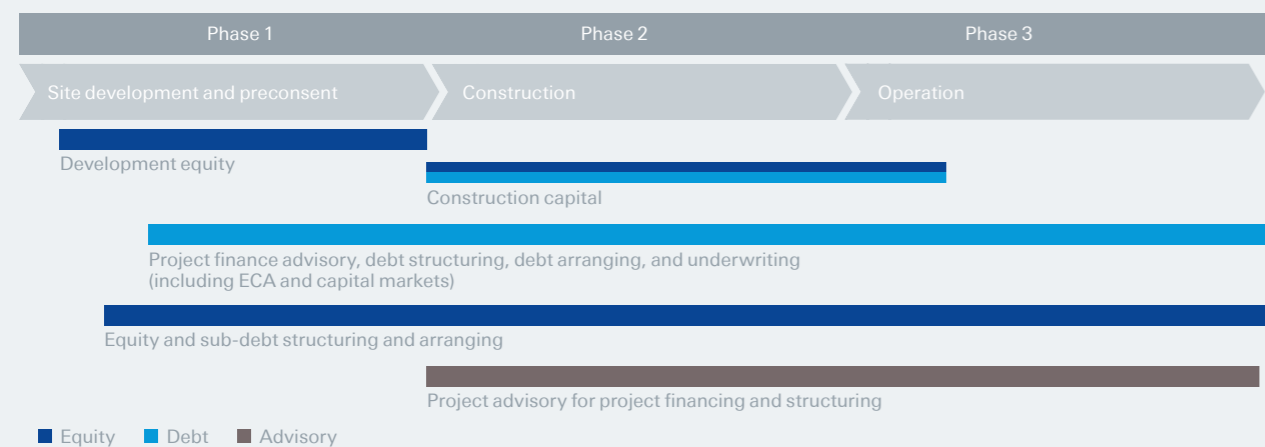 Phase 1
Phase 2
Phase 3
Site development and preconsent
Construction
Operation
Development equity
Construction capital
Project finance advisory, debt structuring, debt arranging, and underwriting
(including ECA and capital markets)
Equity and sub-debt structuring and arranging
Project advisory for project financing and structuring
Equity
Debt
Advisory